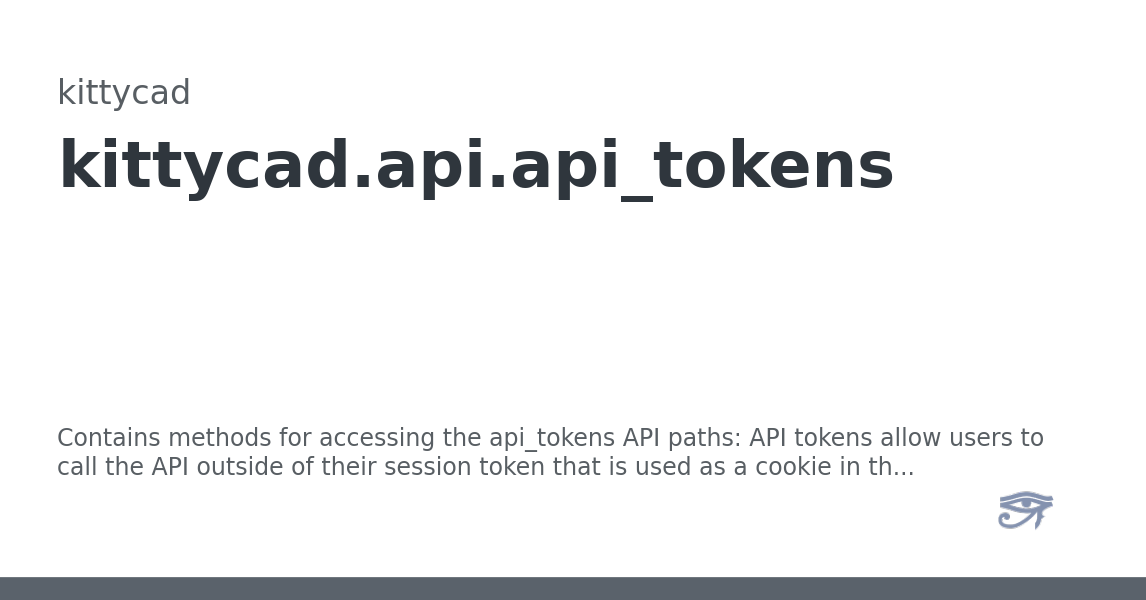 kittycad
kittycad.api.api_tokens
Contains methods for accessing the api_tokens API paths: API tokens allow users to
call the API outside of their session token that is used as a cookie in th...